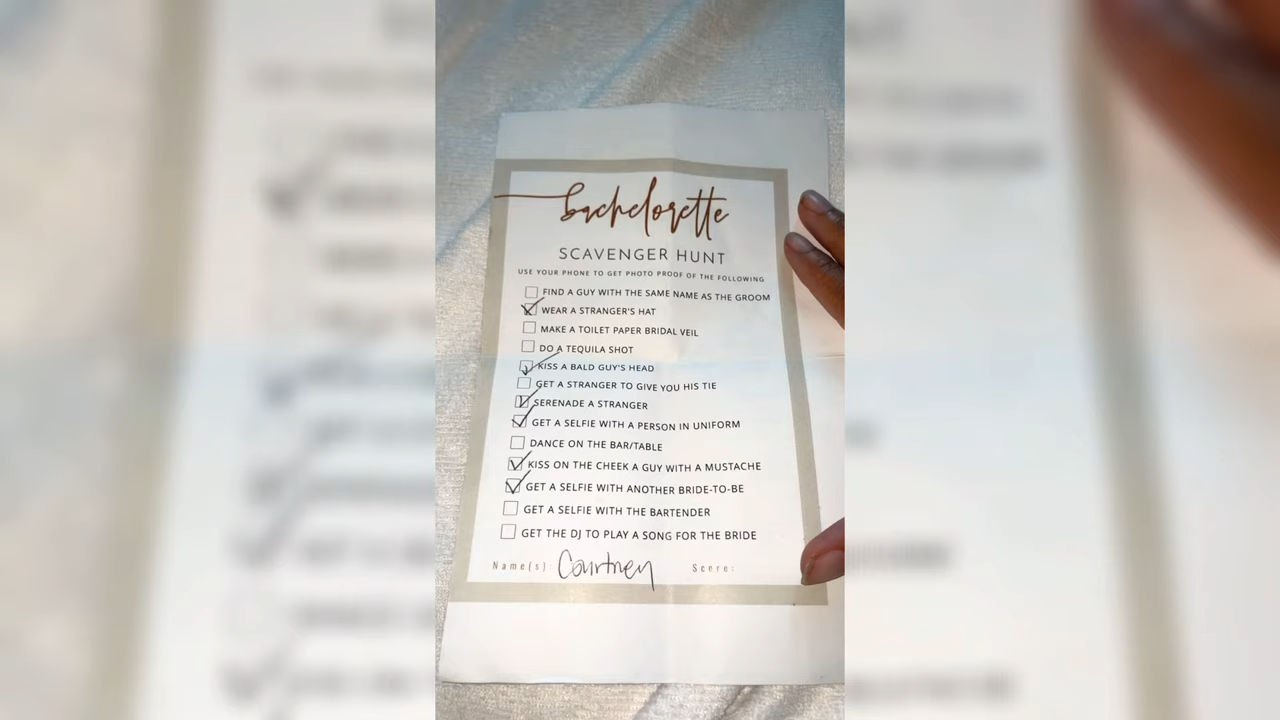 bachelorette
SCAVENGER HUNT
USE YOUR PHONE TO GET PHOTO PROOF OF THE FOLLOWING
FIND A GUY WITH THE SAME NAME AS THE GROOM
WEAR A STRANGER'S HAT
MAKE A TOILET PAPER BRIDAL VEIL
DO A TEQUILA SHOT
KISS A BALD GUY'S HEAD
GET A STRANGER TO GIVE YOU HIS TIE
SERENADE A STRANGER
GET A SELFIE WITH A PERSON IN UNIFORM
DANCE ON THE BAR/TABLE
KISS ON THE CHEEK A GUY WITH A MUSTACHE
GET A SELFIE WITH ANOTHER BRIDE-TO-BE
GET A SELFIE WITH THE BARTENDER
GET THE DJ TO PLAY A SONG FOR THE BRIDE
Name(s): Courtney Score: